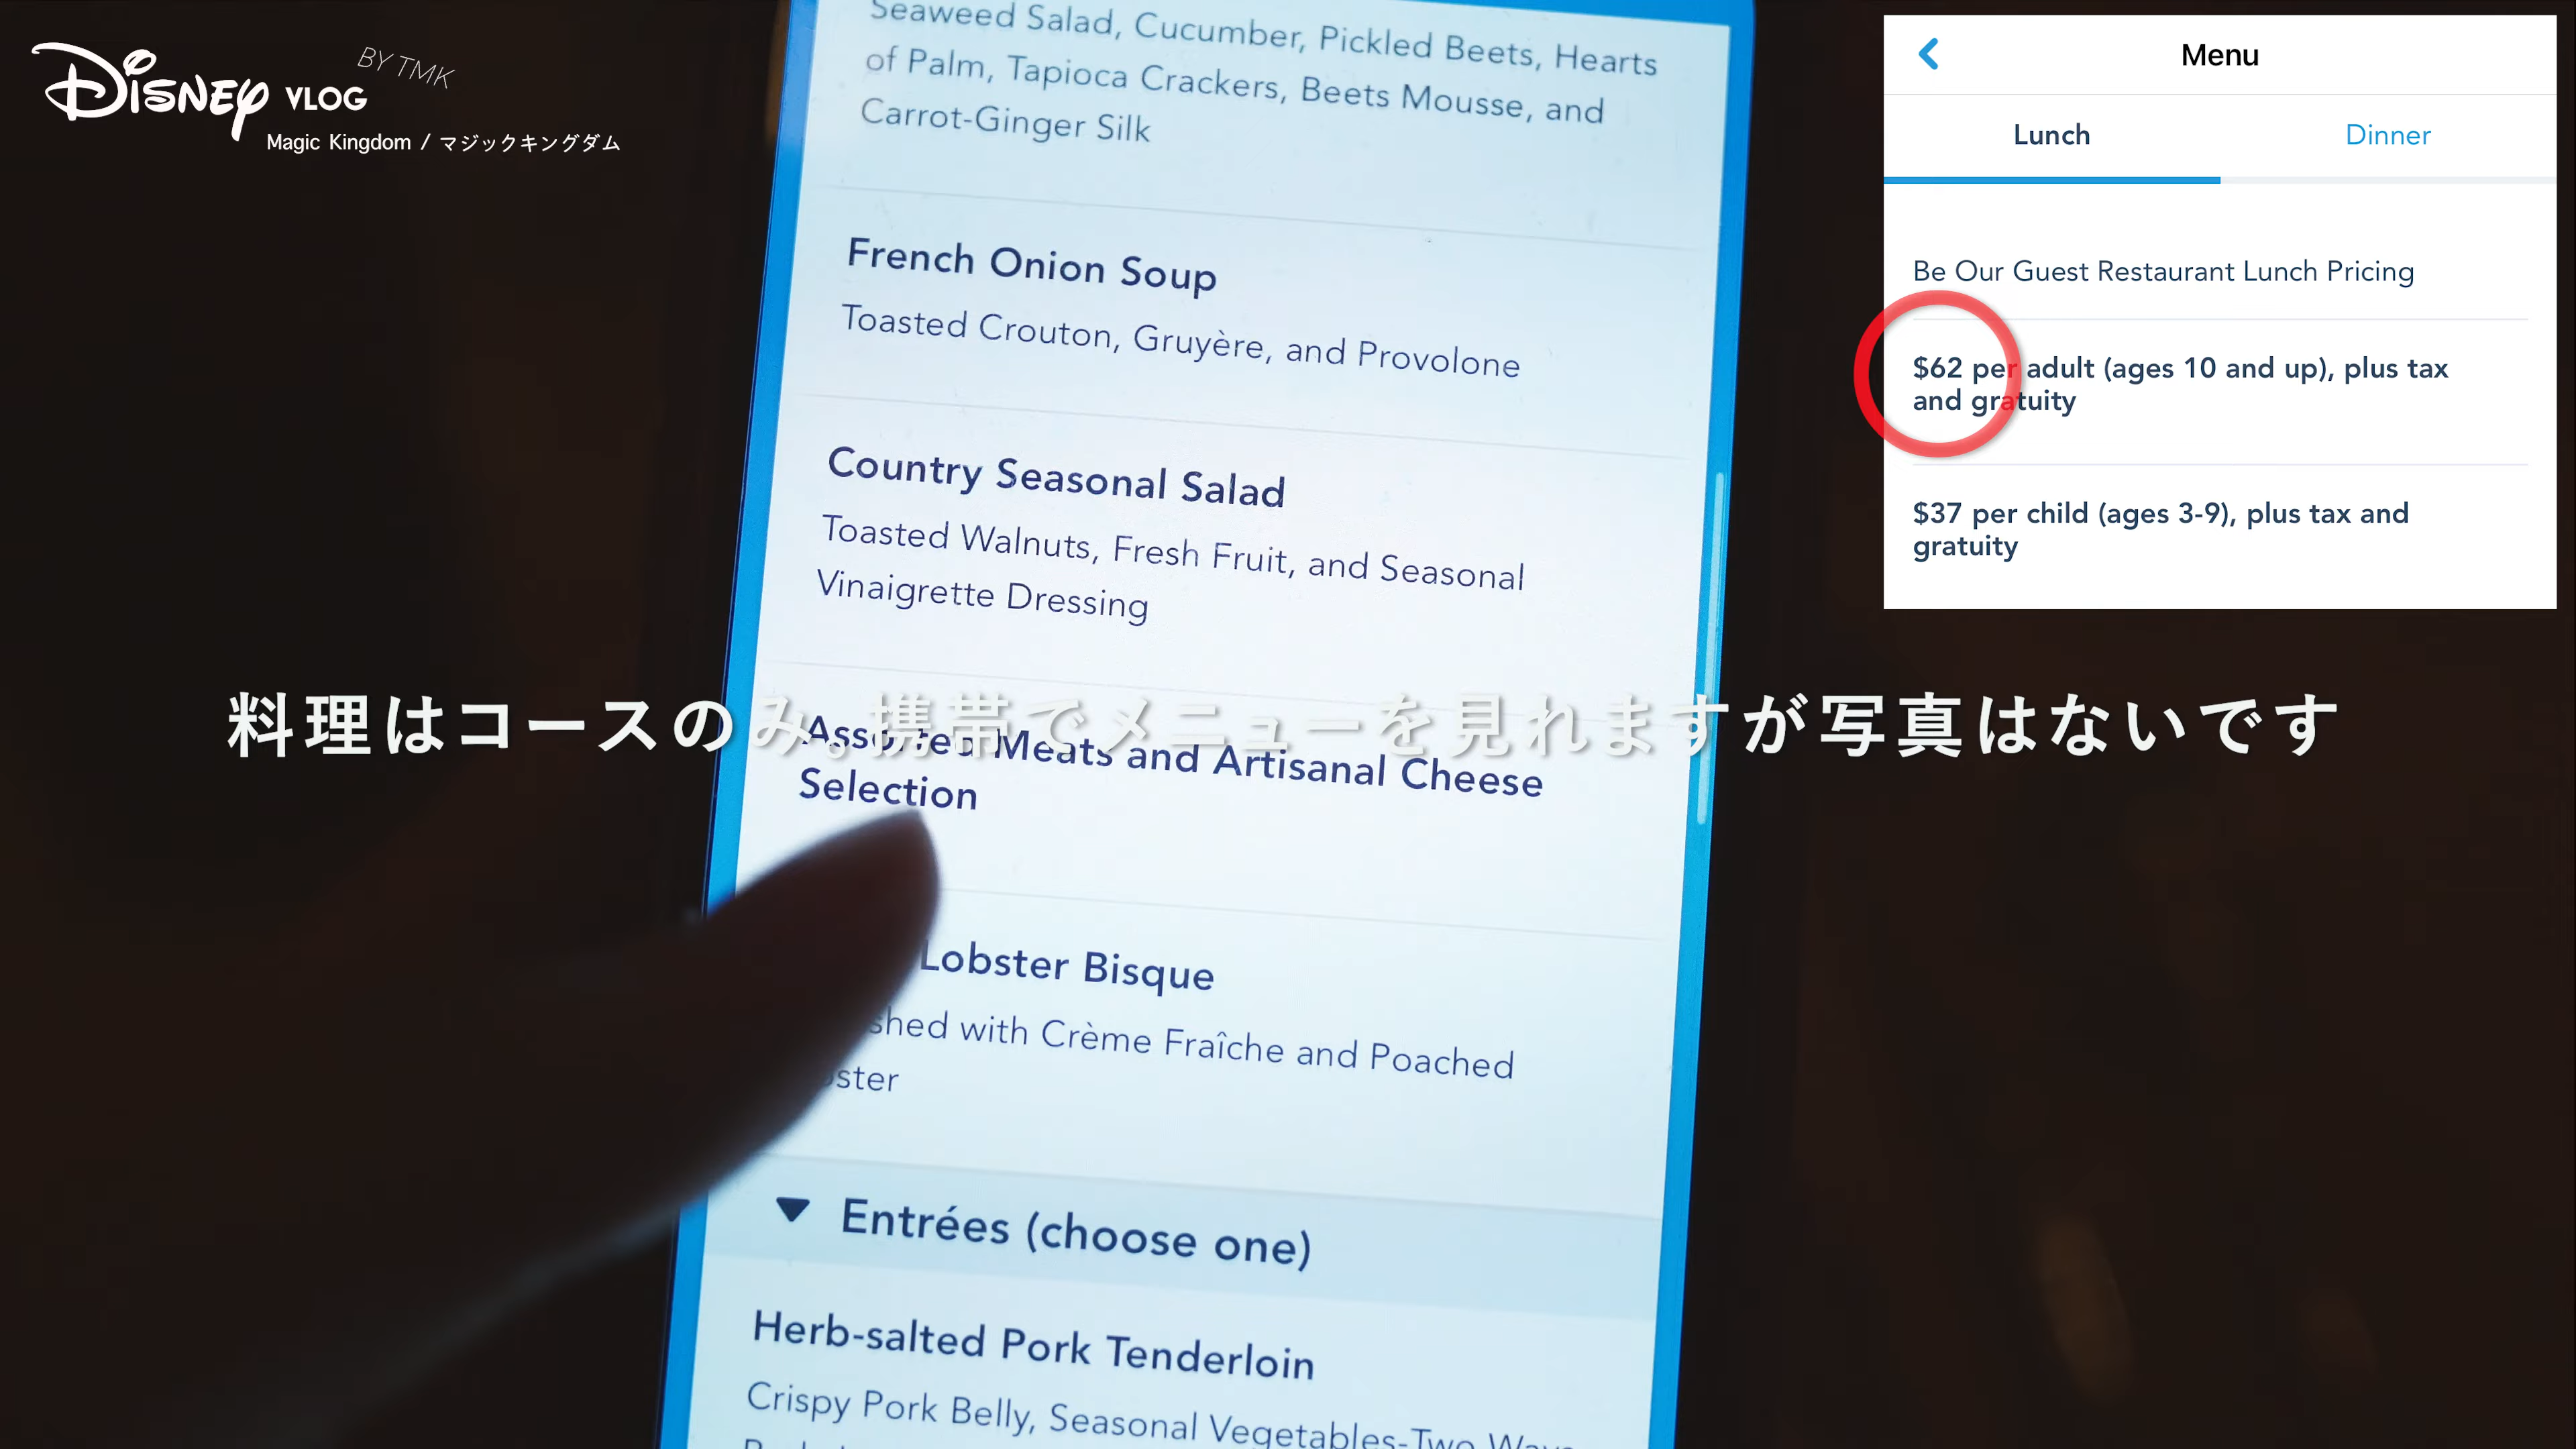 Disney VLOG
BY TMK
Magic Kingdom / マジックキングダム
Seaweed Salad, Cucumber, Pickled Beets, Hearts
of Palm, Tapioca Crackers, Beets Mousse, and
Carrot-Ginger Silk
French Onion Soup
Toasted Crouton, Gruyère, and Provolone
Country Seasonal Salad
Toasted Walnuts, Fresh Fruit, and Seasonal
Vinaigrette Dressing
Assorted Meats and Artisanal Cheese
Selection
Lobster Bisque
with Crème Fraîche and Poached
Entrées (choose one)
Herb-salted Pork Tenderloin
Crispy Pork Belly, Seasonal Vegetables-Two
料理はコースのみ。携帯でメニューを見れますが写真はないです
Menu
Lunch
Dinner
Be Our Guest Restaurant Lunch Pricing
$62 per adult (ages 10 and up), plus tax
and gratuity
$37 per child (ages 3-9), plus tax and
gratuity